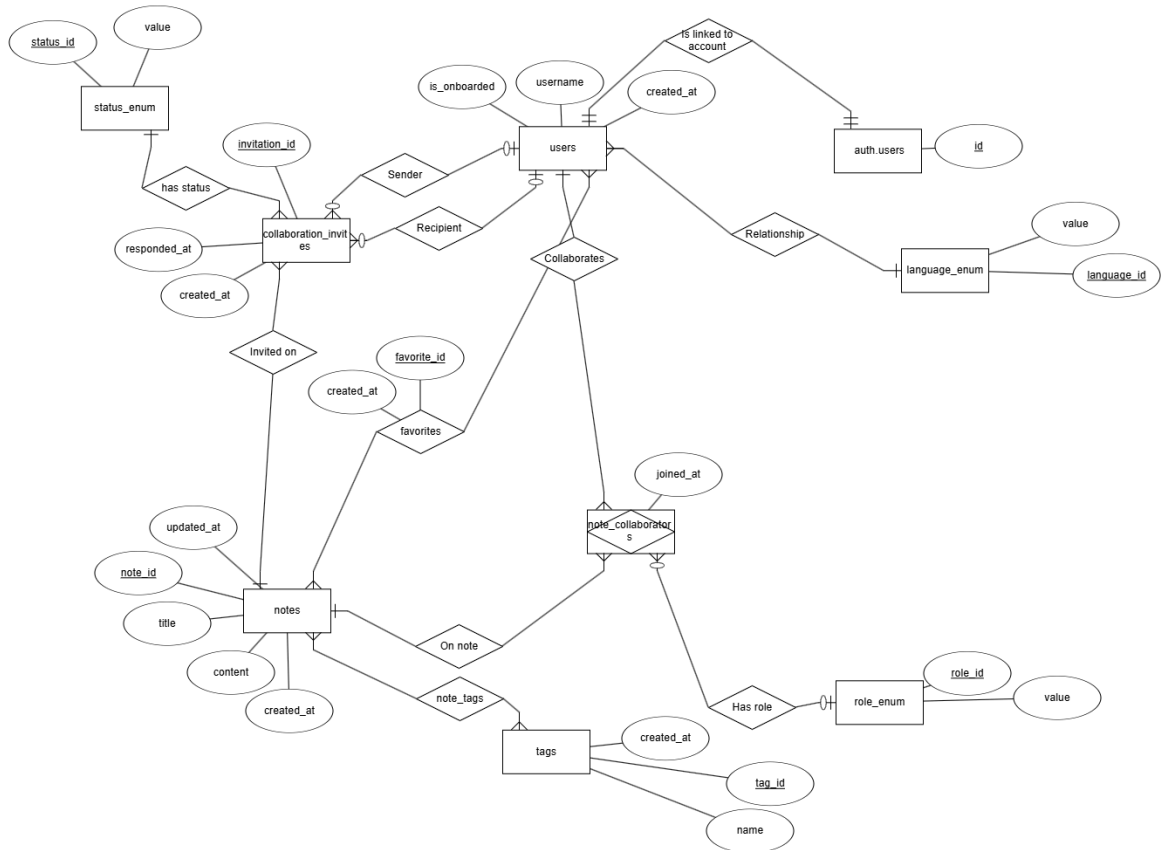 value
status_id
Is linked to
account
username
is_onboarded
created_at
status_enum
invitation_id
users
auth.users
id
Sender
has status
collaboration_invit
es
Recipient
value
Relationship
responded_at
Collaborates
language_enum
language_id
created_at
Invited on
favorite_id
created_at
favorites
joined_at
updated_at
note_collaborator
s
note_id
notes
title
On note
content
role_id
note_tags
value
created_at
Has role
role_enum
created_at
tags
tag_id
name